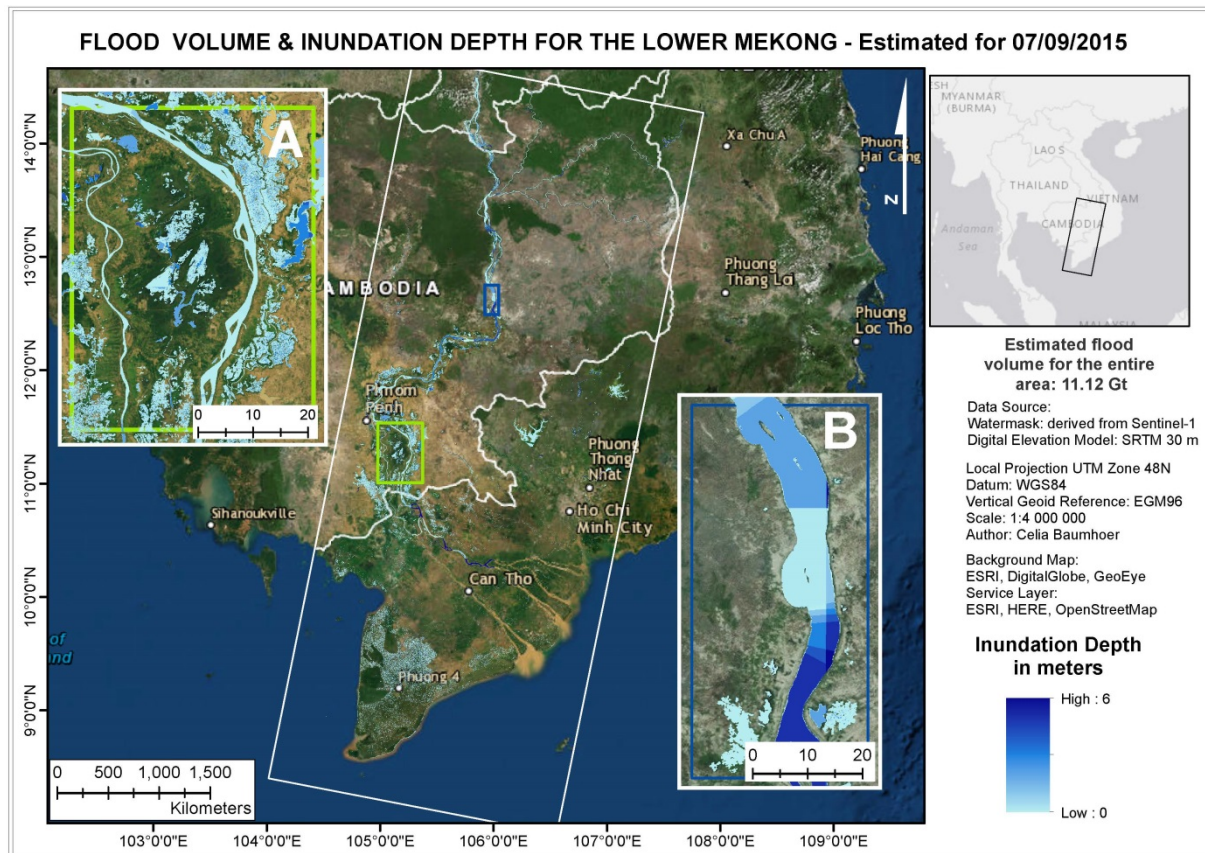 FLOOD VOLUME & INUNDATION DEPTH FOR THE LOWER MEKONG - Estimated for 07/09/2015
A
14°0'0"N
13°0'0"N
12°0'0"N
11°0'0"N
10°0'0"N
9°0'0"N
0 10 20
Xa Chu A
Phuong
Hai Cang
N
AMBODIA
Phuong
Thang Loi
Phuong
Loc Tho
Penh
Phuong
Thong
Nhat
Ho Chi
Minh City
Sihanoukville
Can Tho
Phuong 4
of
and
B
0 10 20
0 500 1,000 1,500
Kilometers
103°0'0"E 104°0'0"E 105°0'0"E 106°0'0"E 107°0'0"E 108°0'0"E 109°0'0"E
ESH
MYANMAR
(BURMA)
LAOS
THAILAND
VIETNAM
CAMBODIA
Andaman
Sea
MALAYSIA
Estimated flood
volume for the entire
area: 11.12 Gt
Data Source:
Watermask: derived from Sentinel-1
Digital Elevation Model: SRTM 30 m
Local Projection UTM Zone 48N
Datum: WGS84
Vertical Geoid Reference: EGM96
Scale: 1:4 000 000
Author: Celia Baumhoer
Background Map:
ESRI, DigitalGlobe, GeoEye
Service Layer:
ESRI, HERE, OpenStreetMap
Inundation Depth
in meters
High : 6
Low : 0